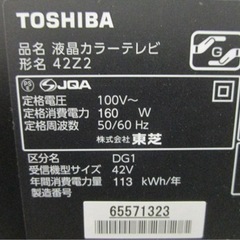 TOSHIBA
品名 液晶カラーテレビ
形名 42Z2
G
JQA
定格電圧 100V～
定格消費電力 160 W
定格周波数 50/60 Hz
株式会社 東芝
区分名 DG1
受信機型サイズ 42V
年間消費電力量 113 kWh/年
製造番号
65571323